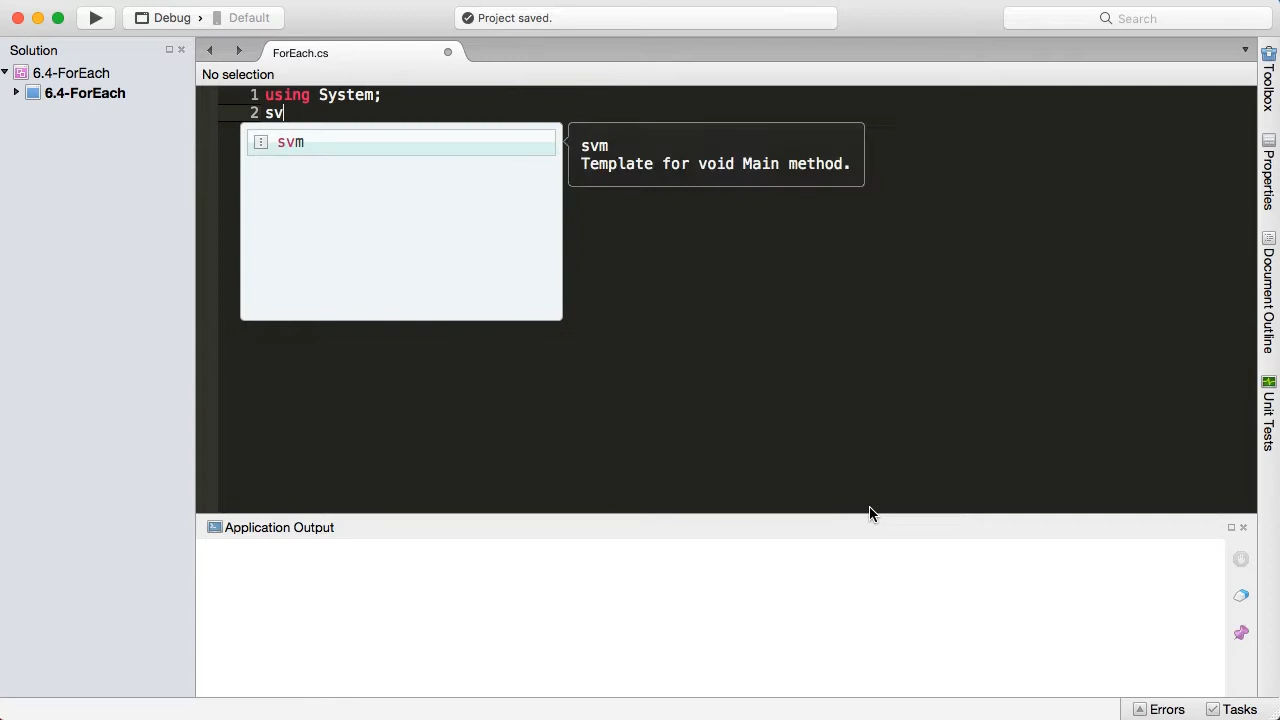 Debug › Default
Project saved.
Search
Solution
ForEach.cs
6.4-ForEach
6.4-ForEach
No selection
1 using System;
2 sv
svm
svm
Template for void Main method.
Application Output
Toolbox
Properties
Document Outline
Unit Tests
Errors
Tasks